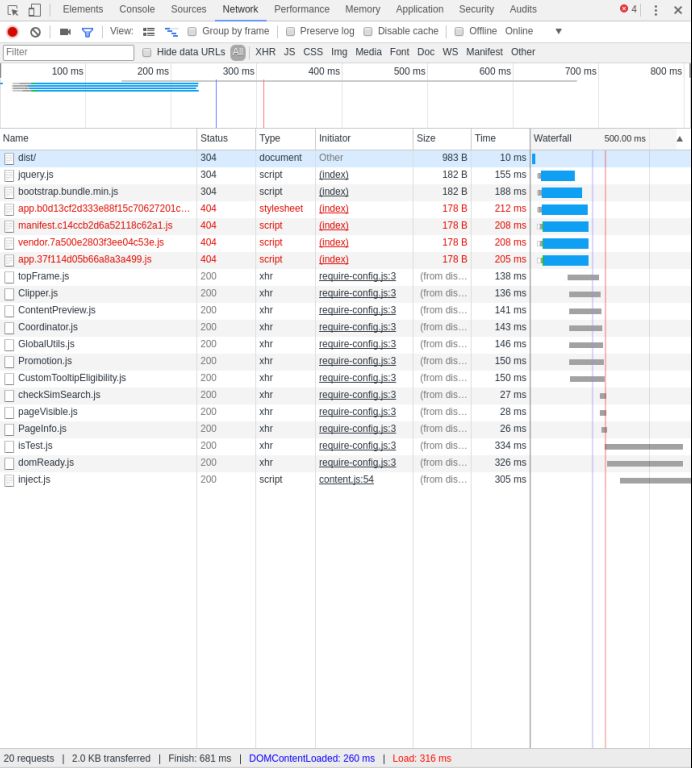 Elements Console Sources Network Performance Memory Application Security Audits 4
View: Group by frame Preserve log Disable cache Offline Online
Filter Hide data URLs All XHR JS CSS Img Media Font Doc WS Manifest Other
100 ms 200 ms 300 ms 400 ms 500 ms 600 ms 700 ms 800 ms
Name Status Type Initiator Size Time Waterfall 500.00 ms
dist/ 304 document Other 983 B 10 ms
jquery.js 304 script (index) 182 B 155 ms
bootstrap.bundle.min.js 304 script (index) 182 B 188 ms
app.b0d13cf2d333e88f15c70627201c... 404 stylesheet (index) 178 B 212 ms
manifest.c14ccb2d6a52118c62a1.js 404 script (index) 178 B 208 ms
vendor.7a500e2803f3ee04c53e.js 404 script (index) 178 B 208 ms
app.37f114d05b66a8a3a499.js 404 script (index) 178 B 205 ms
topFrame.js 200 xhr require-config.js:3 (from dis... 138 ms
Clipper.js 200 xhr require-config.js:3 (from dis... 136 ms
ContentPreview.js 200 xhr require-config.js:3 (from dis... 141 ms
Coordinator.js 200 xhr require-config.js:3 (from dis... 143 ms
GlobalUtils.js 200 xhr require-config.js:3 (from dis... 146 ms
Promotion.js 200 xhr require-config.js:3 (from dis... 150 ms
CustomTooltipEligibility.js 200 xhr require-config.js:3 (from dis... 150 ms
checkSimSearch.js 200 xhr require-config.js:3 (from dis... 27 ms
pageVisible.js 200 xhr require-config.js:3 (from dis... 28 ms
PageInfo.js 200 xhr require-config.js:3 (from dis... 26 ms
isTest.js 200 xhr require-config.js:3 (from dis... 334 ms
domReady.js 200 xhr require-config.js:3 (from dis... 326 ms
inject.js 200 script content.js:54 (from dis... 305 ms
20 requests | 2.0 KB transferred | Finish: 681 ms | DOMContentLoaded: 260 ms | Load: 316 ms